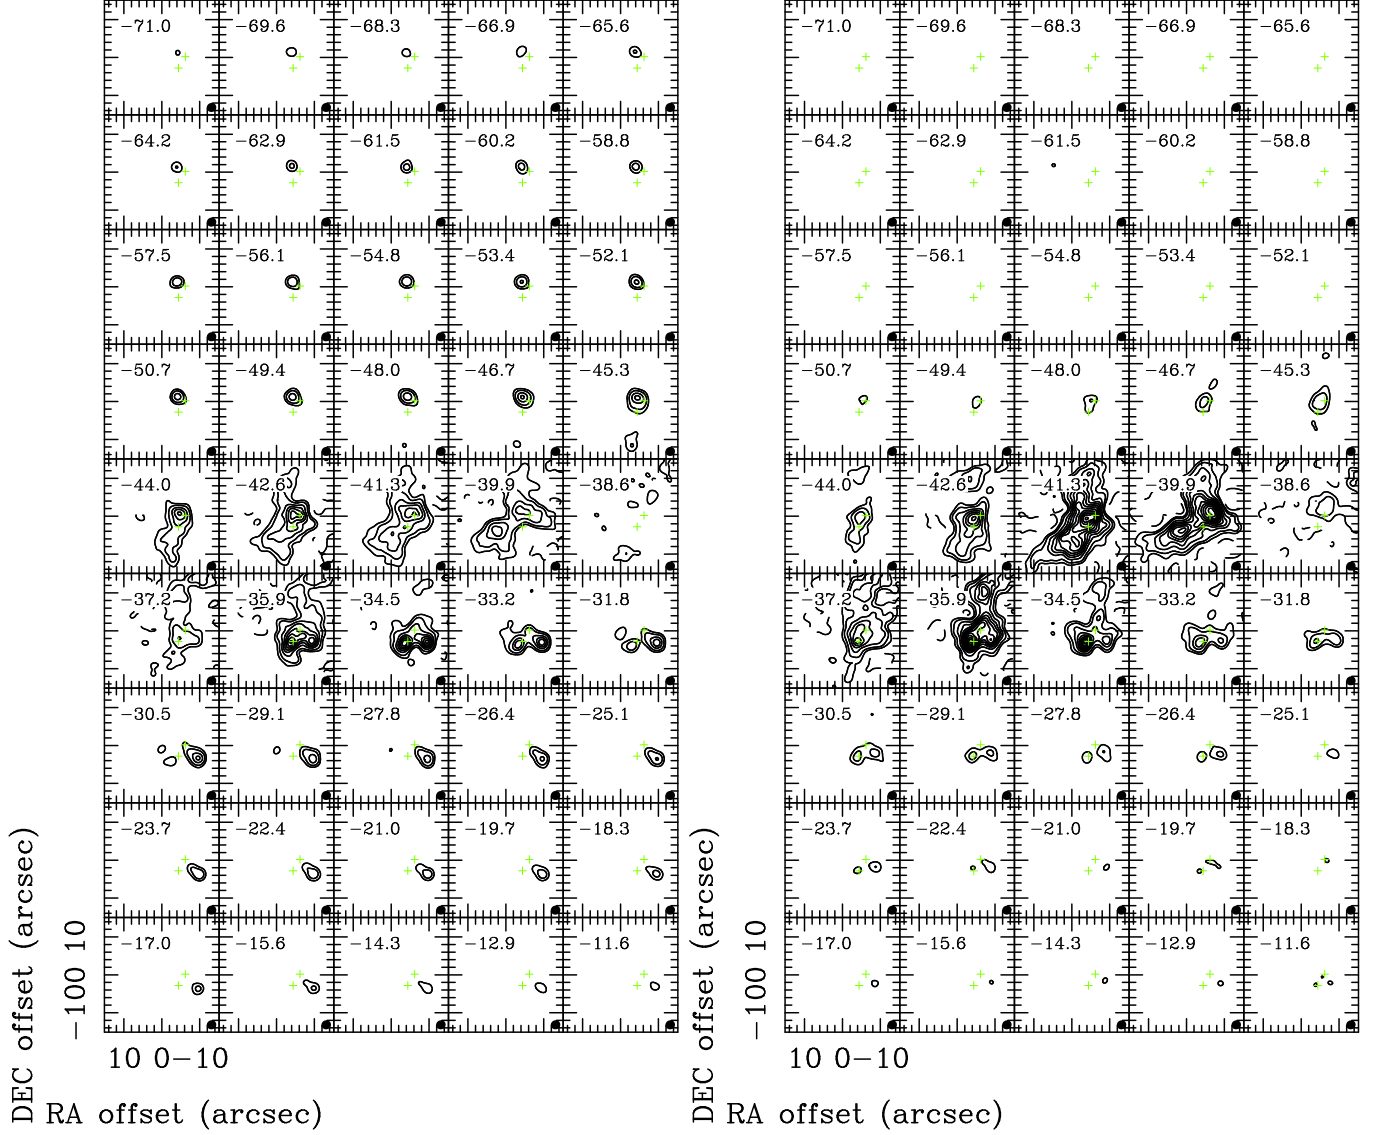 −71.0 −69.6 −68.3 −66.9 −65.6 −71.0 −69.6 −68.3 −66.9 −65.6
−64.2 −62.9 −61.5 −60.2 −58.8 −64.2 −62.9 −61.5 −60.2 −58.8
−57.5 −56.1 −54.8 −53.4 −52.1 −57.5 −56.1 −54.8 −53.4 −52.1
−50.7 −49.4 −48.0 −46.7 −45.3 −50.7 −49.4 −48.0 −46.7 −45.3
−44.0 −42.6 −41.3 −39.9 −38.6 −44.0 −42.6 −41.3 −39.9 −38.6
−37.2 −35.9 −34.5 −33.2 −31.8 −37.2 −35.9 −34.5 −33.2 −31.8
−30.5 −29.1 −27.8 −26.4 −25.1 −30.5 −29.1 −27.8 −26.4 −25.1
−23.7 −22.4 −21.0 −19.7 −18.3 −23.7 −22.4 −21.0 −19.7 −18.3
−17.0 −15.6 −14.3 −12.9 −11.6 −17.0 −15.6 −14.3 −12.9 −11.6
DEC offset (arcsec)
−100 10
DEC offset (arcsec)
−100 10
10 0−10 10 0−10
RA offset (arcsec) RA offset (arcsec)